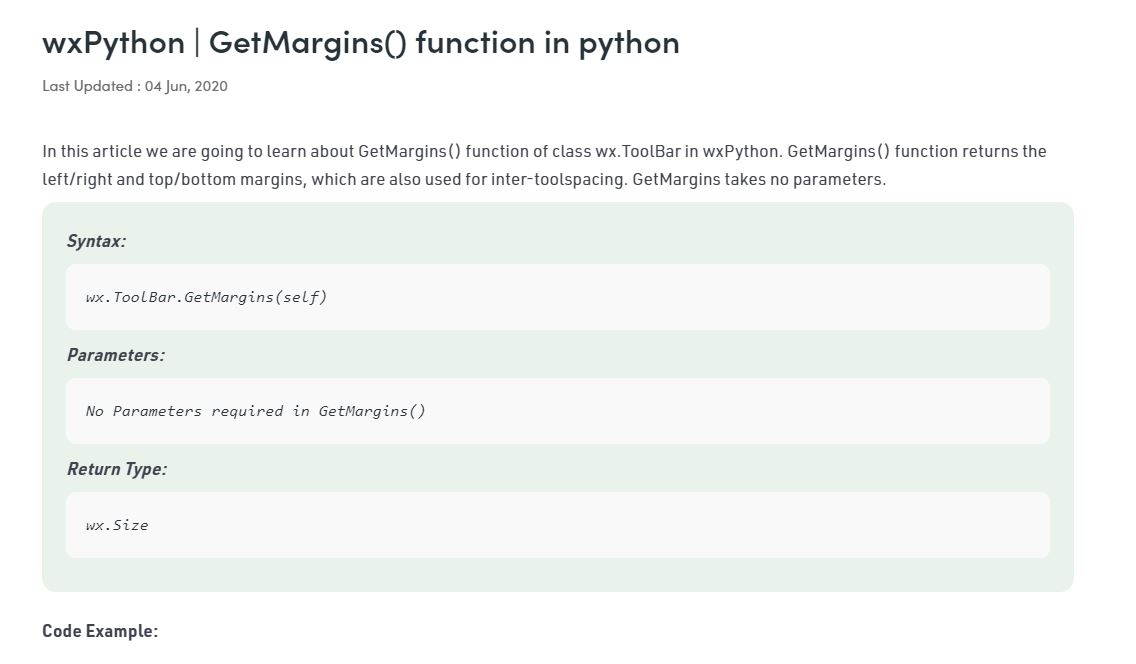 wxPython | GetMargins() function in python
Last Updated : 04 Jun, 2020
In this article we are going to learn about GetMargins() function of class wx.ToolBar in wxPython. GetMargins() function returns the
left/right and top/bottom margins, which are also used for inter-toolspacing. GetMargins takes no parameters.
Syntax:
wx.ToolBar.GetMargins(self)
Parameters:
No Parameters required in GetMargins()
Return Type:
wx.Size
Code Example: